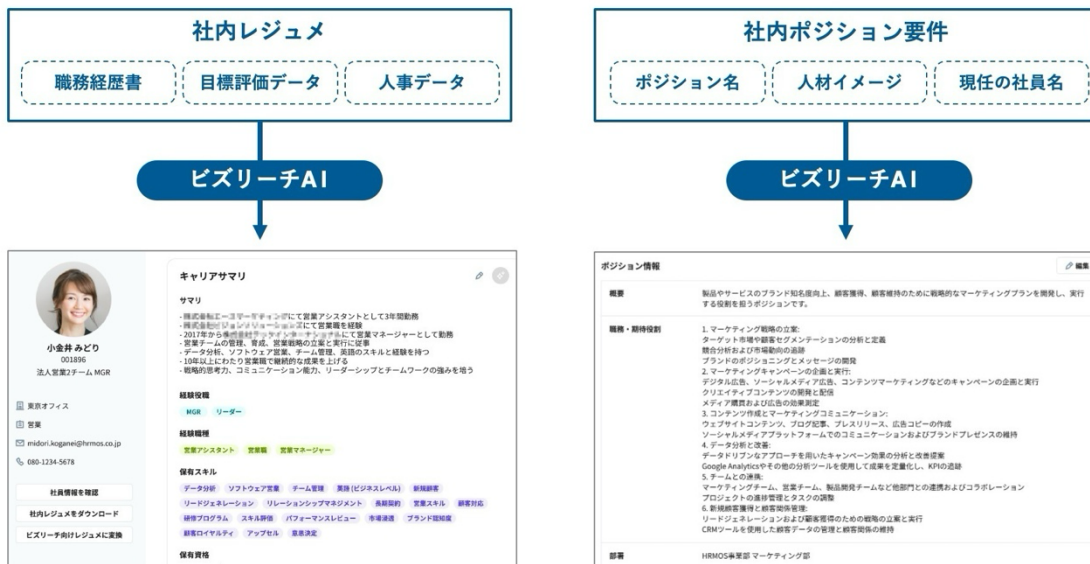 社内レジュメ
職務経歴書
目標評価データ
人事データ
ビズリーチAI
小金井 みどり
001896
法人営業2チーム MGR
東京オフィス
営業
midori.koganei@hrmos.co.jp
080-1234-5678
社員情報を確認
社内レジュメをダウンロード
ビズリーチ向けレジュメに変換
キャリアサマリ
サマリ
にて営業アシスタントとして3年間勤務
にて営業職を経験
- 2017年から
にて営業マネージャーとして勤務
- 営業チームの管理、育成、営業戦略の立案と実行に従事
- データ分析、ソフトウェア営業、チーム管理、英語のスキルと経験を持つ
- 10年以上にわたり営業職で継続的な成果を上げる
- 戦略的思考力、コミュニケーション能力、リーダーシップとチームワークの強みを培う
経験役職
MGR リーダー
経験職種
営業アシスタント 営業職 営業マネージャー
保有スキル
データ分析 ソフトウェア営業 チーム管理 英語 (ビジネスレベル) 新規顧客
リードジェネレーション リレーションシップマネジメント 長期契約 営業スキル 顧客対応
研修プログラム スキル評価 パフォーマンスレビュー 市場浸透 ブランド認知度
顧客ロイヤルティ アップセル 意思決定
保有資格
社内ポジション要件
ポジション名
人材イメージ
現任の社員名
ビズリーチAI
ポジション情報
編集
概要
製品やサービスのブランド知名度向上、顧客獲得、顧客維持のために戦略的なマーケティングプランを開発し、実行
する役割を担うポジションです。
職務・期待役割
1. マーケティング戦略の立案:
ターゲット市場や顧客セグメンテーションの分析と定義
競合分析および市場動向の追跡
ブランドのポジショニングとメッセージの開発
2. マーケティングキャンペーンの企画と実行:
デジタル広告、ソーシャルメディア広告、コンテンツマーケティングなどのキャンペーンの企画と実行
クリエイティブコンテンツの開発と配信
メディア購買および広告の効果測定
3. コンテンツ作成とマーケティングコミュニケーション:
ウェブサイトコンテンツ、ブログ記事、プレスリリース、広告コピーの作成
ソーシャルメディアプラットフォームでのコミュニケーションおよびブランドプレゼンスの維持
4. データ分析と改善:
データドリブンなアプローチを用いたキャンペーン効果の分析と改善提案
Google Analyticsやその他の分析ツールを使用して成果を定量化し、KPIの追跡
5. チームとの連携:
マーケティングチーム、営業チーム、製品開発チームなど他部門との連携およびコラボレーション
プロジェクトの進捗管理とタスクの調整
6. 新規顧客獲得と顧客関係管理:
リードジェネレーションおよび顧客獲得のための戦略の立案と実行
CRMツールを使用した顧客データの管理と顧客関係の維持
部署
HRMOS事業部 マーケティング部